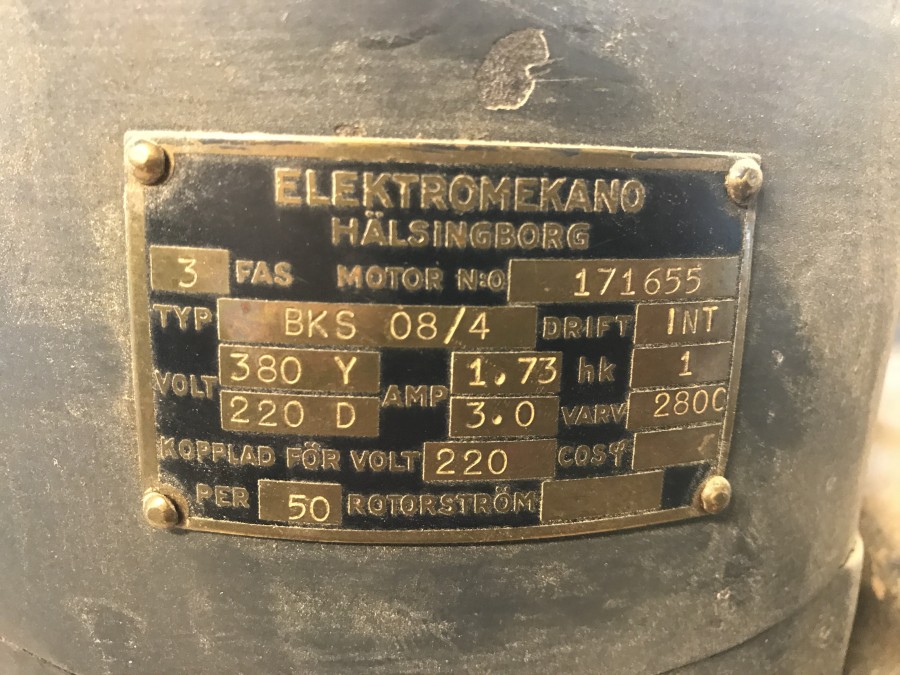 ELEKTROMEKANO
HÄLSINGBORG
3 FAS MOTOR N:O 171655
TYP BKS 08/4 DRIFT INT
VOLT 380 Y AMP 1.73 hk 1
220 D 3.0 VARV 2800
KOPPLAD FÖR VOLT 220 COSφ
PER 50 ROTORSTRÖM